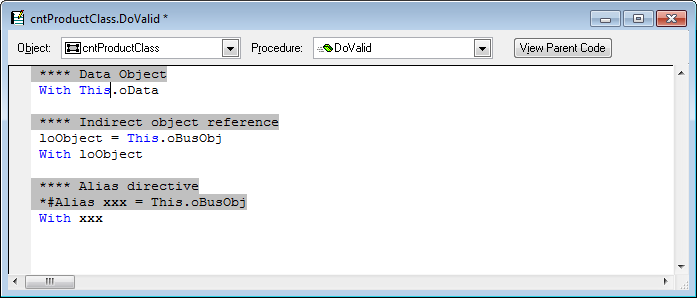 cntProductClass.DoValid *
Object: cntProductClass Procedure: DoValid View Parent Code
**** Data Object
With This.oData
**** Indirect object reference
loObject = This.oBusObj
With loObject
**** Alias directive
*#Alias xxx = This.oBusObj
With xxx